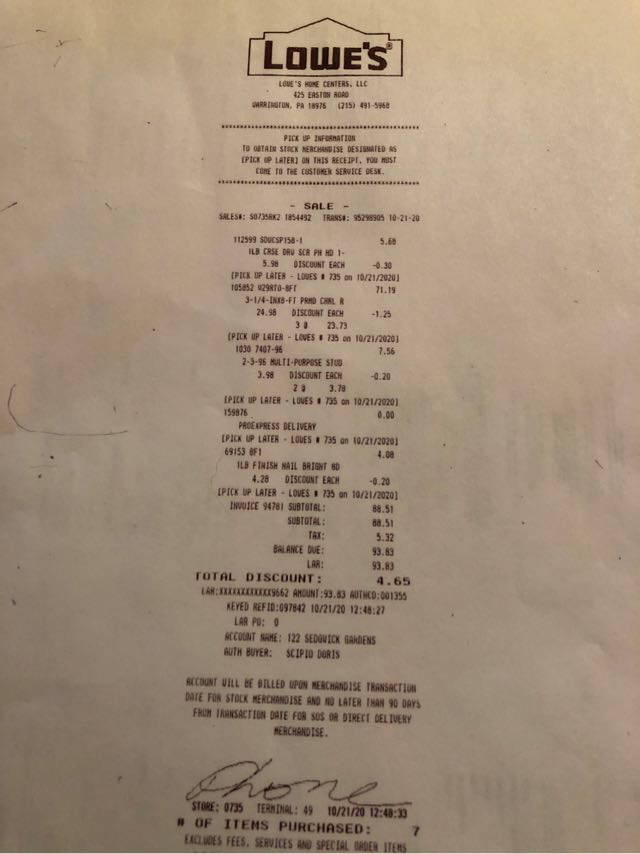 LOWE'S®
LOWE'S HOME CENTERS, LLC
425 EASTON ROAD
WARRINGTON, PA 18976 (215) 491-5968
PICK UP INFORMATION
TO OBTAIN STOCK MERCHANDISE DESIGNATED AS
[PICK UP LATER] ON THIS RECEIPT, YOU MUST
COME TO THE CUSTOMER SERVICE DESK.
- SALE -
SALES#: S0735RK2 1854492 TRANS#: 95298905 10-21-20
112599 SDWCSP158-1 5.68
1LB CRSE DRW SCR PH HD 1-
5.98 DISCOUNT EACH -0.30
[PICK UP LATER - LOWES # 735 on 10/21/2020]
105852 W298RTD-8FT 71.19
3-1/4-INX8-FT PRMD CHRL R
24.98 DISCOUNT EACH -1.25
3 @ 23.73
[PICK UP LATER - LOWES # 735 on 10/21/2020]
1030 7407-96 7.56
2-3-96 MULTI-PURPOSE STUD
3.98 DISCOUNT EACH -0.20
2 @ 3.78
[PICK UP LATER - LOWES # 735 on 10/21/2020]
159876 0.00
PROEXPRESS DELIVERY
[PICK UP LATER - LOWES # 735 on 10/21/2020]
69153 8F1 4.08
1LB FINISH NAIL BRIGHT 8D
4.28 DISCOUNT EACH -0.20
[PICK UP LATER - LOWES # 735 on 10/21/2020]
INVOICE 94781 SUBTOTAL: 88.51
SUBTOTAL: 88.51
TAX: 5.32
BALANCE DUE: 93.83
LAR: 93.83
TOTAL DISCOUNT: 4.65
LAR:XXXXXXXXXXXX9662 AMOUNT:93.83 AUTHCD:001355
KEYED REFID:097842 10/21/20 12:48:27
LAR PO: 0
ACCOUNT NAME: 122 SEDGWICK GARDENS
AUTH BUYER: SCIPIO DORIS
ACCOUNT WILL BE BILLED UPON MERCHANDISE TRANSACTION
DATE FOR STOCK MERCHANDISE AND NO LATER THAN 90 DAYS
FROM TRANSACTION DATE FOR SOS OR DIRECT DELIVERY
MERCHANDISE.
Phone
STORE: 0735 TERMINAL: 49 10/21/20 12:48:33
# OF ITEMS PURCHASED: 7
EXCLUDES FEES, SERVICES AND SPECIAL ORDER ITEMS